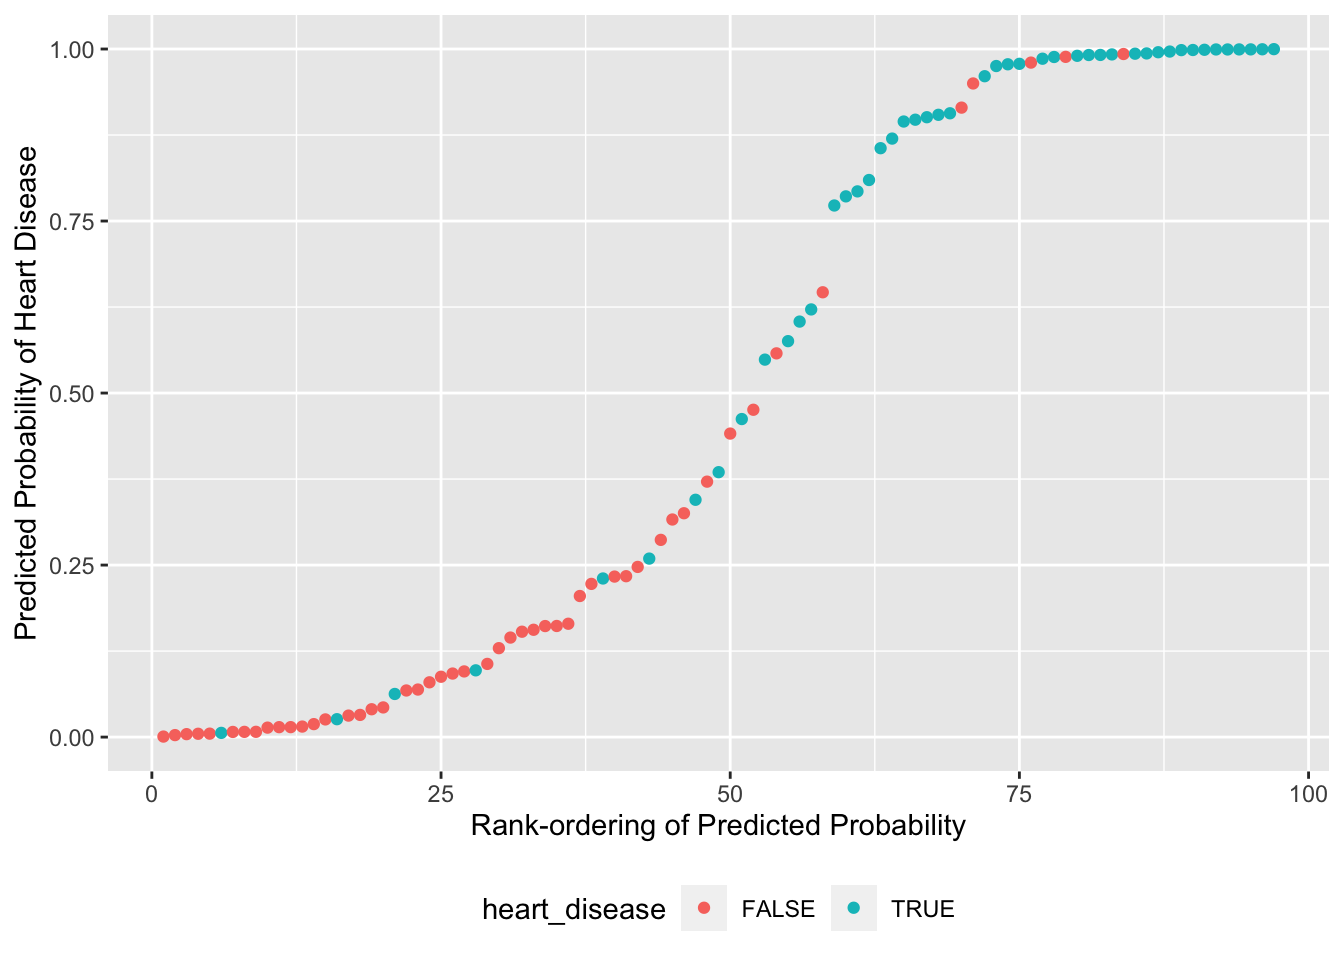 Predicted Probability of Heart Disease
1.00
0.75
0.50
0.25
0.00
0 25 50 75 100
Rank-ordering of Predicted Probability
heart_disease FALSE TRUE